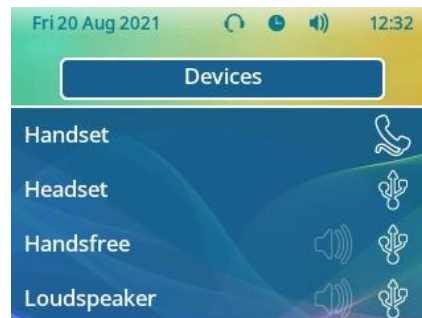 Fri 20 Aug 2021 12:32
Devices
Handset
Headset
Handsfree
Loudspeaker